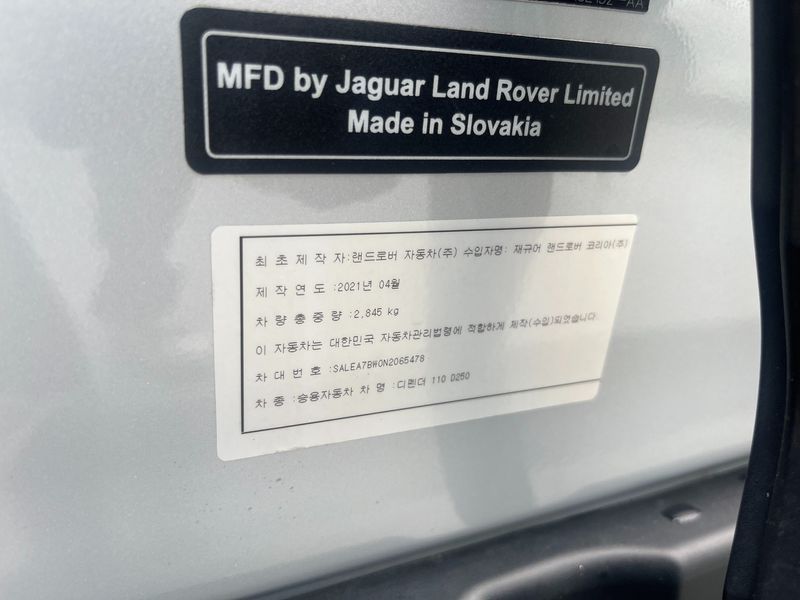 MFD by Jaguar Land Rover Limited
Made in Slovakia
최 초 제 작 자 :랜드로버 자동차(주) 수입자명: 재규어 랜드로버 코리아(주)
제 작 연 도 :2021년 04월
차 량 총 중 량 :2,845 kg
이 자동차는 대한민국 자동차관리법령에 적합하게 제작(수입)되었습니다.
차 대 번 호 :SALEA7BW0N2065478
차 종 :승용자동차 차 명 :디펜더 110 D250